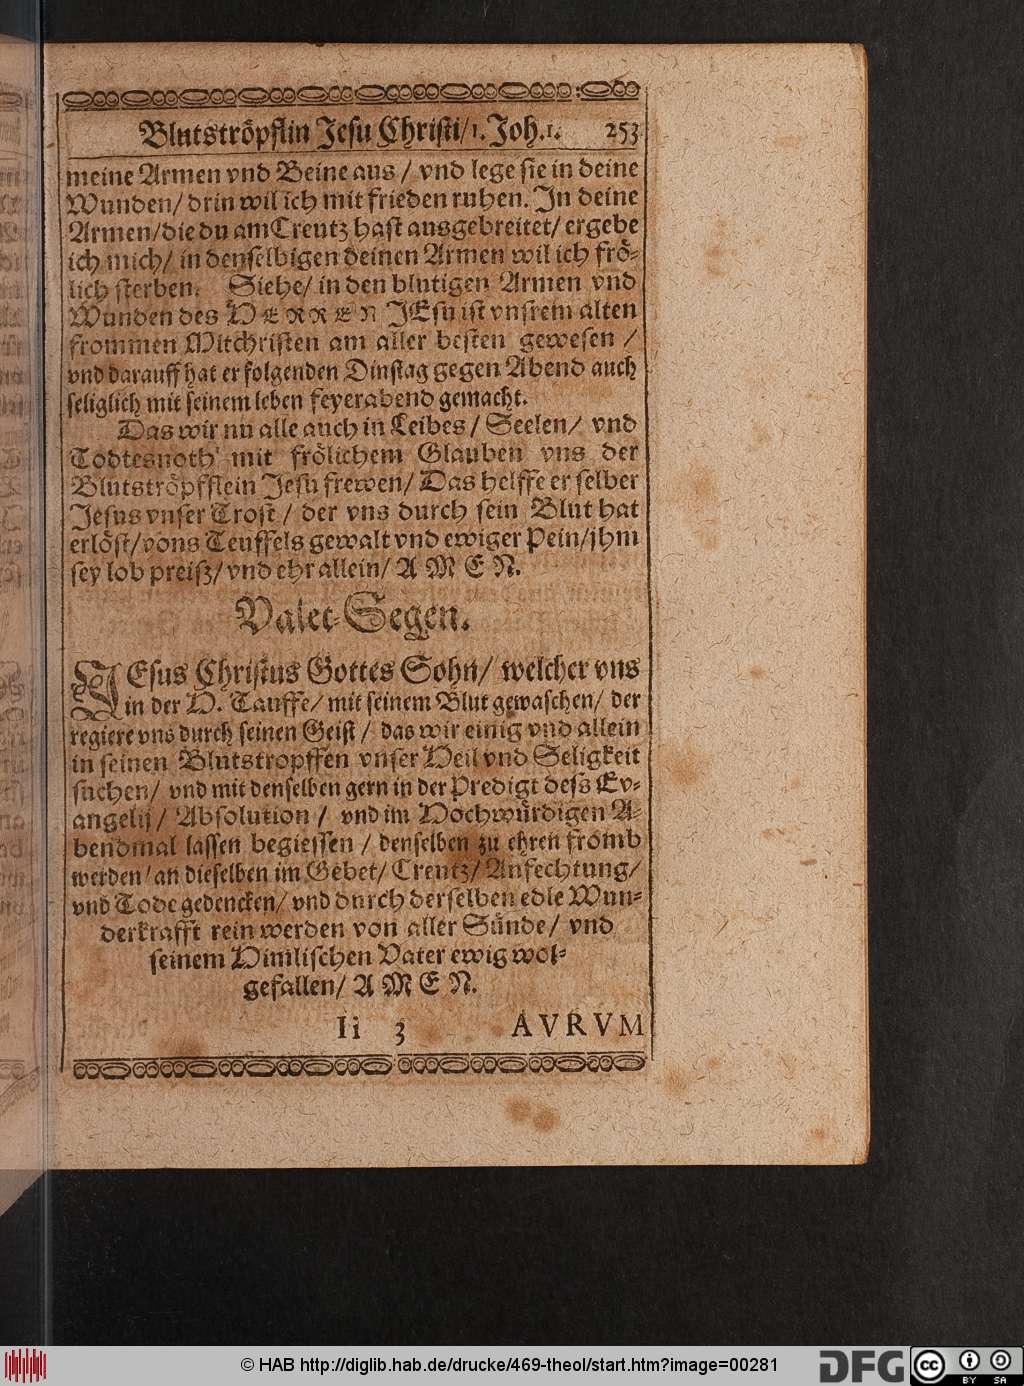 Blutströpflin Jesu Christi/1. Joh. 1. 253
meine Armen vnd Beine aus / vnd lege sie in deine
Wunden/ drin wil ich mit frieden ruhen. In deine
Armen/die du am Creutz hast ausgebreitet/ ergebe
ich mich/ in denselbigen deinen Armen wil ich frö-
lich sterben. Siehe/ in den blutigen Armen vnd
Wunden des HERREN JEsu ist vnsrem alten
frommen Mitchristen am aller besten gewesen /
vnd darauff hat er folgenden Dinstag gegen Abend auch
seliglich mit seinem leben feyerabend gemacht.
Das wir nu alle auch in Leibes/ Seelen/ vnd
Todtesnoth mit frölichem Glauben vns der
Blutströpfflein Jesu frewen/ Das helffe er selber
Jesus vnser Trost/ der vns durch sein Blut hat
erlöst/vons Teuffels gewalt vnd ewiger Pein/jhm
sey lob preiß/ vnd ehr allein/ A M E N.
Valet-Segen.
JEsus Christus Gottes Sohn/ welcher vns
in der H. Tauffe/ mit seinem Blut gewaschen/ der
regiere vns durch seinen Geist/ das wir einig vnd allein
in seinen Blutstropffen vnser Heil vnd Seligkeit
suchen/ vnd mit denselben gern in der Predigt deß Ev-
angelij/ Absolution/ vnd im Hochwürdigen A-
bendmal lassen begiessen/ denselben zu ehren fromb
werden/ an dieselben im Gebet/ Creutz/ Anfechtung/
vnd Tode gedencken/ vnd durch derselben edle Wun-
derkrafft rein werden von aller Sünde/ vnd
seinem Himlischen Vater ewig wol-
gefallen/ A M E N.
Ii 3 AVRVM
© HAB http://diglib.hab.de/drucke/469-theol/start.htm?image=00281
DFG
cc BY SA